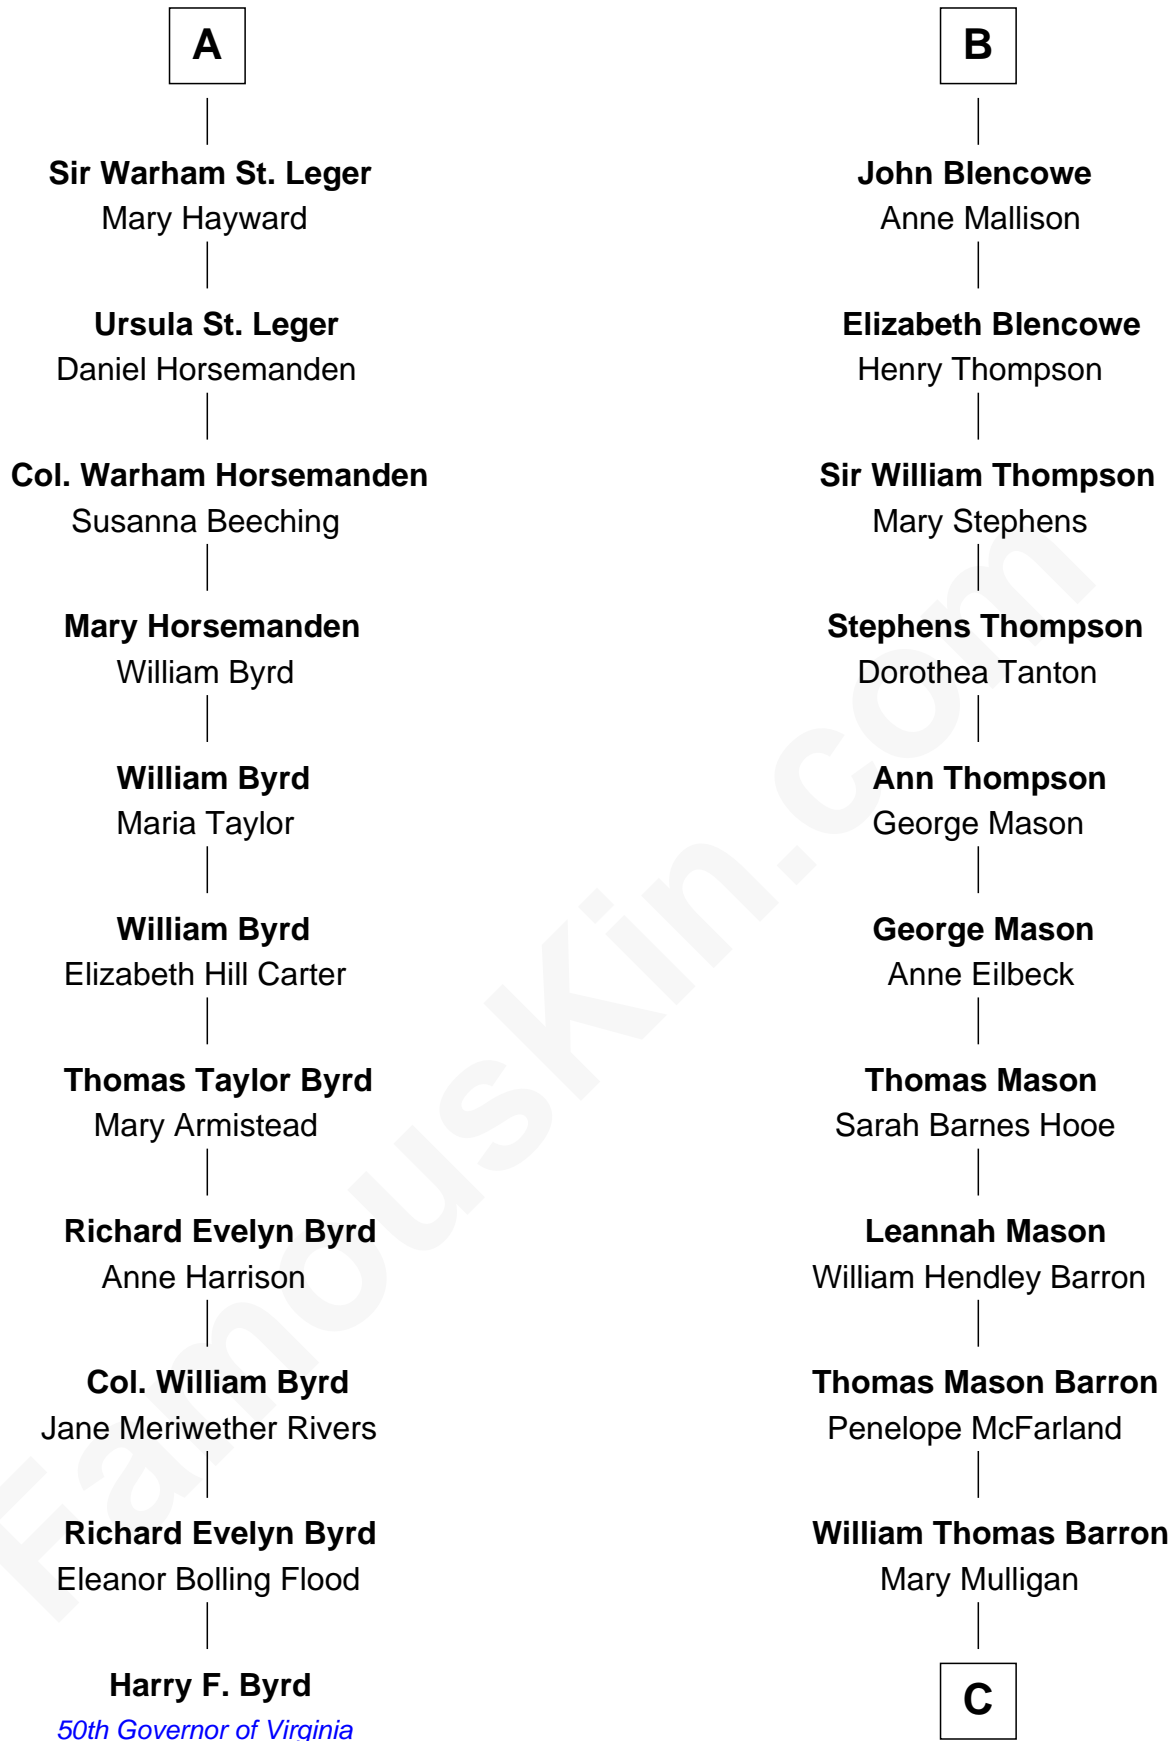 A
Sir Warham St. Leger
Mary Hayward
Ursula St. Leger
Daniel Horsemanden
Col. Warham Horsemanden
Susanna Beeching
Mary Horsemanden
William Byrd
William Byrd
Maria Taylor
William Byrd
Elizabeth Hill Carter
Thomas Taylor Byrd
Mary Armistead
Richard Evelyn Byrd
Anne Harrison
Col. William Byrd
Jane Meriwether Rivers
Richard Evelyn Byrd
Eleanor Bolling Flood
Harry F. Byrd
50th Governor of Virginia
B
John Blencowe
Anne Mallison
Elizabeth Blencowe
Henry Thompson
Sir William Thompson
Mary Stephens
Stephens Thompson
Dorothea Tanton
Ann Thompson
George Mason
George Mason
Anne Eilbeck
Thomas Mason
Sarah Barnes Hooe
Leannah Mason
William Hendley Barron
Thomas Mason Barron
Penelope McFarland
William Thomas Barron
Mary Mulligan
C
FamousKin.com